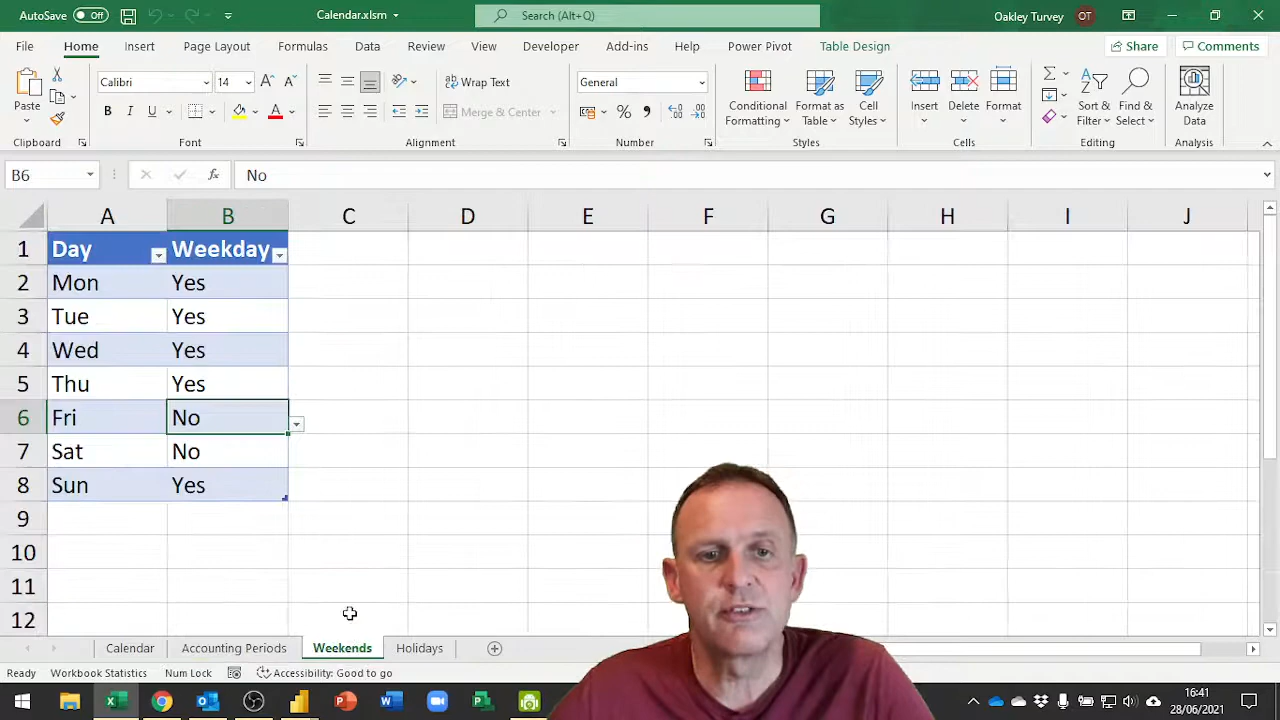 AutoSave Off Calendar.xlsm Search (Alt+Q) Oakley Turvey OT
File Home Insert Page Layout Formulas Data Review View Developer Add-ins Help Power Pivot Table Design Share Comments
Paste Calibri 14 A A Wrap Text General Conditional Formatting Format as Table Cell Styles Insert Delete Format Sort & Filter Find & Select Analyze Data
B I U A Merge & Center %
Clipboard Font Alignment Number Styles Cells Editing Analysis
B6 fx No
A B C D E F G H I J
1 Day Weekday
2 Mon Yes
3 Tue Yes
4 Wed Yes
5 Thu Yes
6 Fri No
7 Sat No
8 Sun Yes
9
10
11
12
Calendar Accounting Periods Weekends Holidays
Ready Workbook Statistics Num Lock Accessibility: Good to go
16:41
28/06/2021